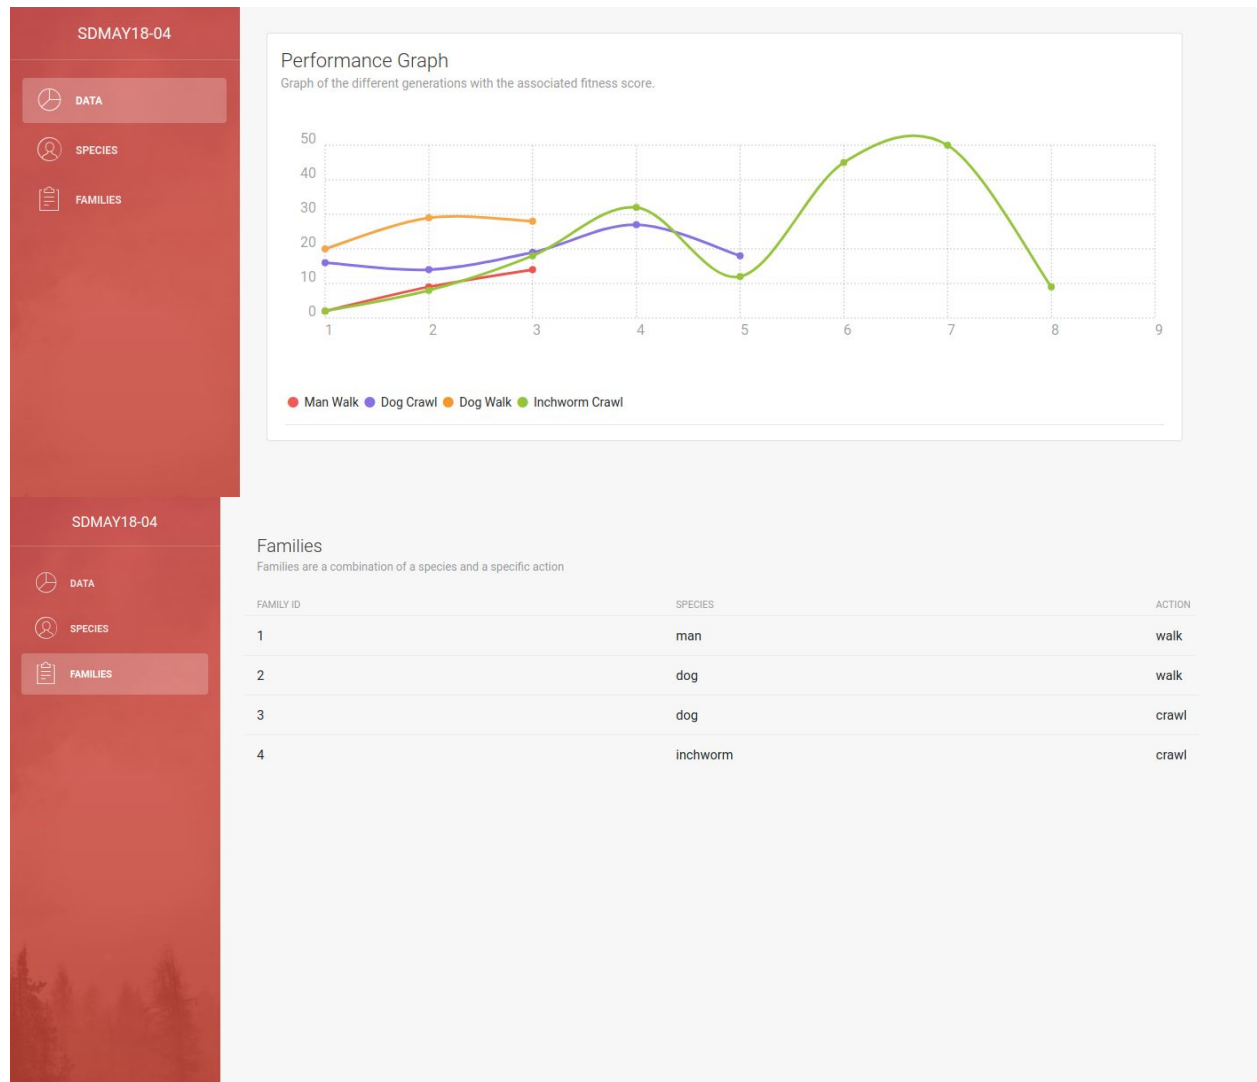 SDMAY18-04
DATA
SPECIES
FAMILIES
Performance Graph
Graph of the different generations with the associated fitness score.
50
40
30
20
10
0
1 2 3 4 5 6 7 8 9
Man Walk Dog Crawl Dog Walk Inchworm Crawl
SDMAY18-04
DATA
SPECIES
FAMILIES
Families
Families are a combination of a species and a specific action
FAMILY ID SPECIES ACTION
1 man walk
2 dog walk
3 dog crawl
4 inchworm crawl